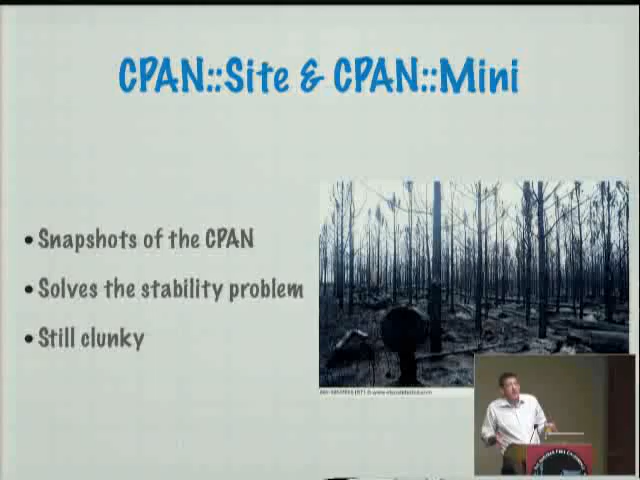 CPAN::Site & CPAN::Mini
• Snapshots of the CPAN
• Solves the stability problem
• Still clunky